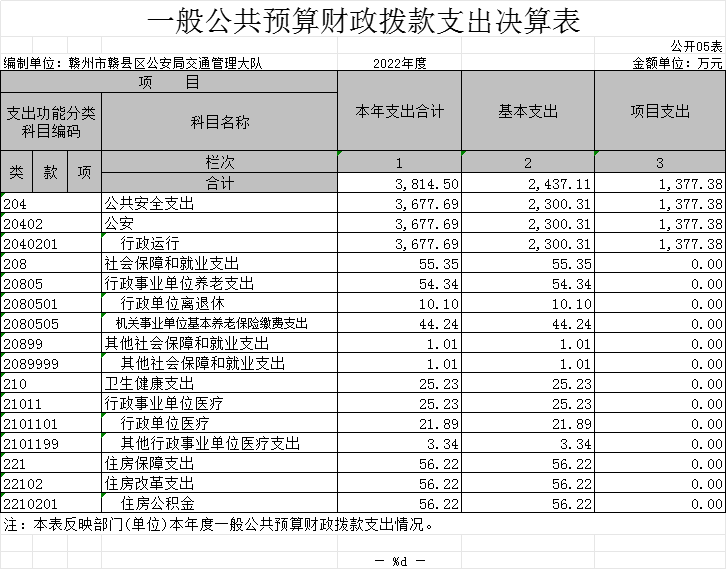 一般公共预算财政拨款支出决算表
公开05表
编制单位：赣州市赣县区公安局交通管理大队 2022年度 金额单位：万元
项 目 本年支出合计 基本支出 项目支出
支出功能分类科目编码 科目名称
类 款 项 栏次 1 2 3
合计 3,814.50 2,437.11 1,377.38
204 公共安全支出 3,677.69 2,300.31 1,377.38
20402 公安 3,677.69 2,300.31 1,377.38
2040201 行政运行 3,677.69 2,300.31 1,377.38
208 社会保障和就业支出 55.35 55.35 0.00
20805 行政事业单位养老支出 54.34 54.34 0.00
2080501 行政单位离退休 10.10 10.10 0.00
2080505 机关事业单位基本养老保险缴费支出 44.24 44.24 0.00
20899 其他社会保障和就业支出 1.01 1.01 0.00
2089999 其他社会保障和就业支出 1.01 1.01 0.00
210 卫生健康支出 25.23 25.23 0.00
21011 行政事业单位医疗 25.23 25.23 0.00
2101101 行政单位医疗 21.89 21.89 0.00
2101199 其他行政事业单位医疗支出 3.34 3.34 0.00
221 住房保障支出 56.22 56.22 0.00
22102 住房改革支出 56.22 56.22 0.00
2210201 住房公积金 56.22 56.22 0.00
注：本表反映部门(单位)本年度一般公共预算财政拨款支出情况。
— %d —